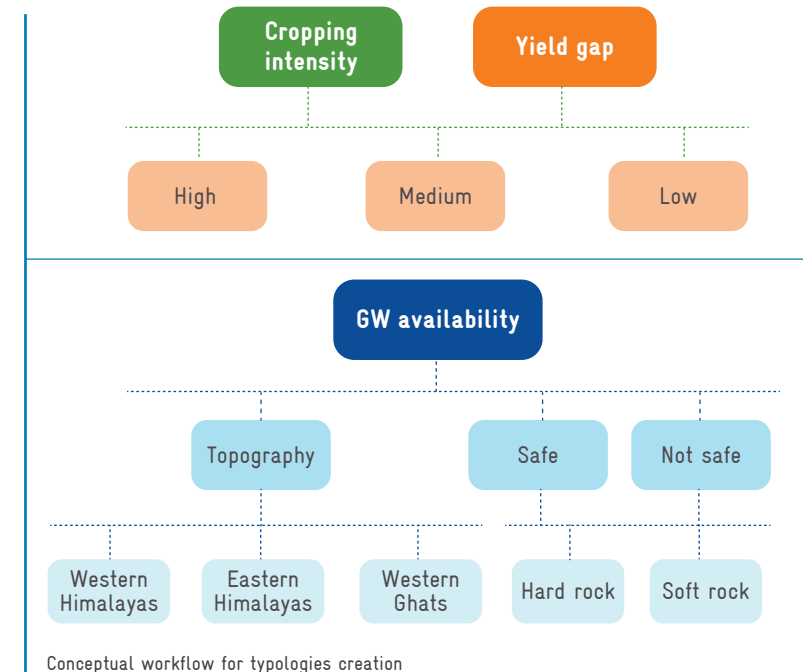 Cropping
intensity
Yield gap
High
Medium
Low
GW availability
Topography
Safe
Not safe
Western
Himalayas
Eastern
Himalayas
Western
Ghats
Hard rock
Soft rock
Conceptual workflow for typologies creation